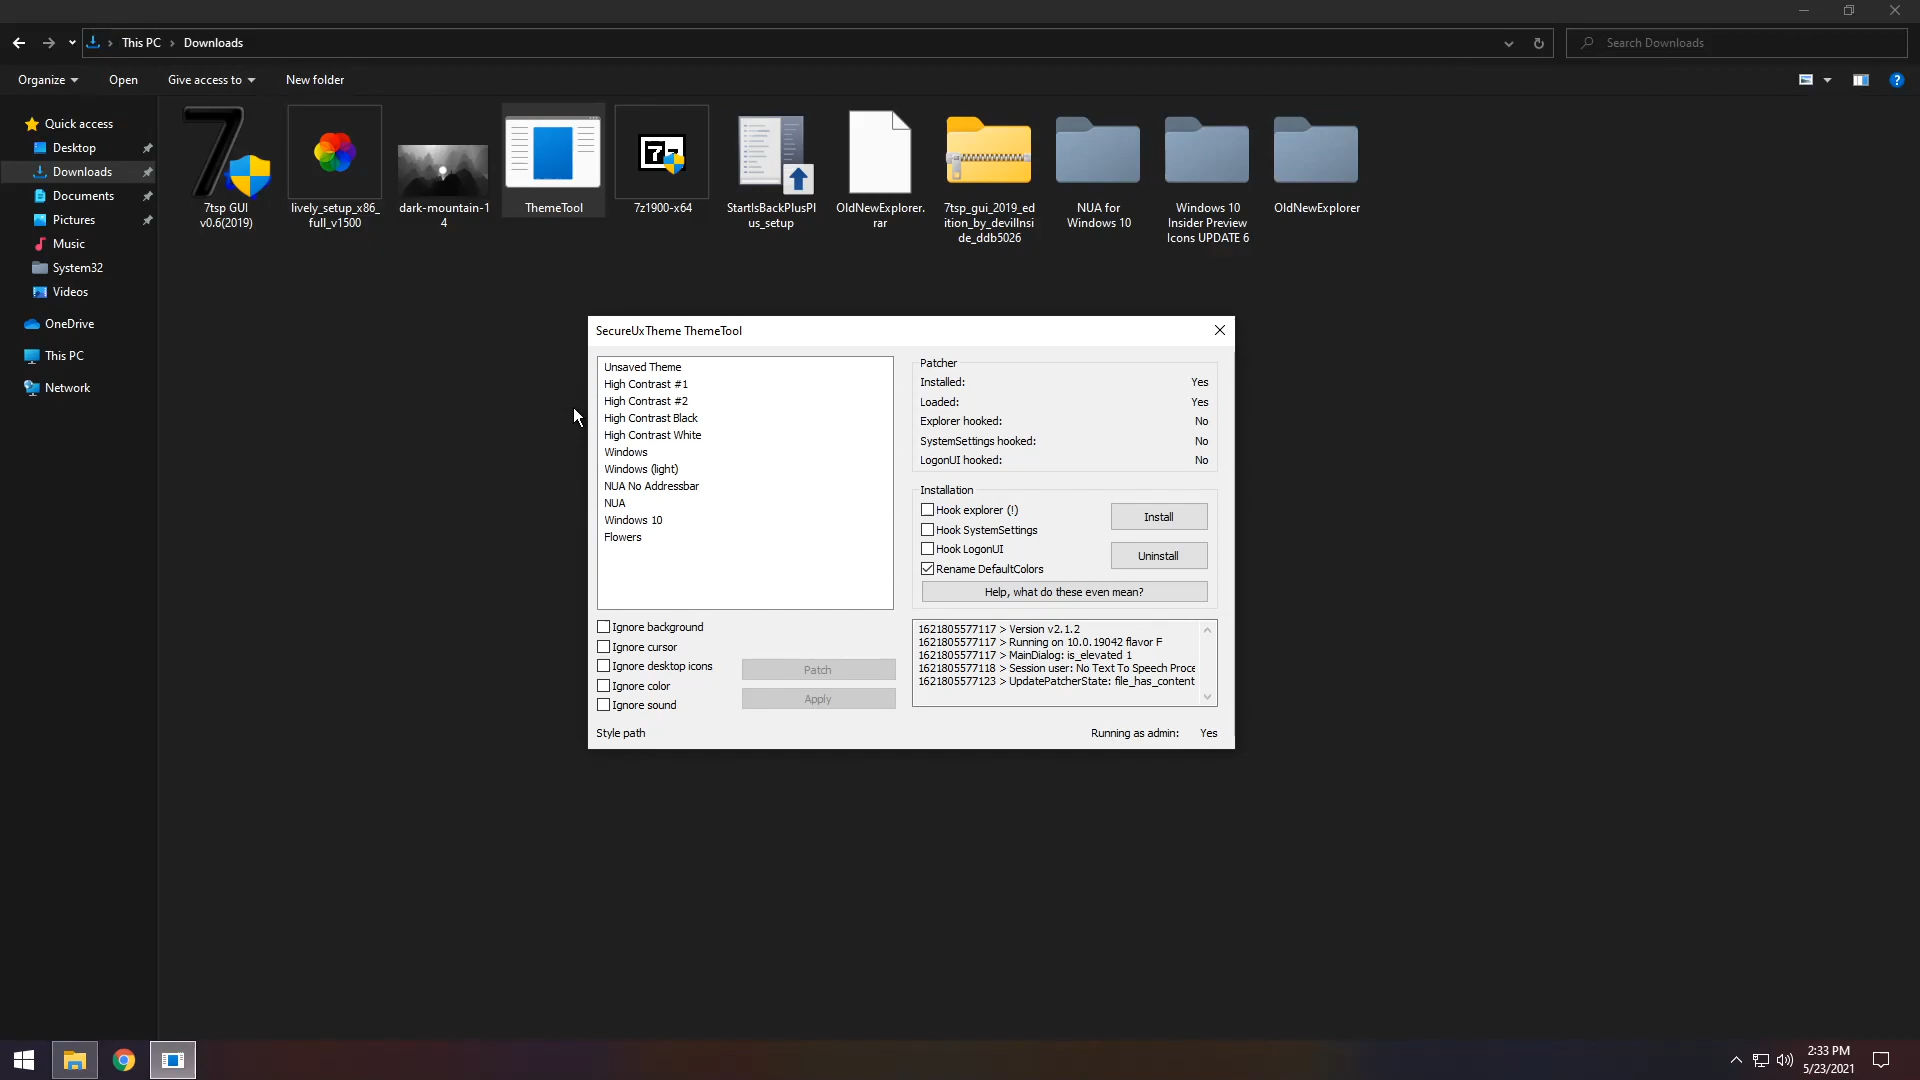 This PC
Downloads
Search Downloads
Organize
Open
Give access to
New folder
Quick access
Desktop
Downloads
Documents
Pictures
Music
System32
Videos
OneDrive
This PC
Network
7tsp GUI
v0.6(2019)
lively_setup_x86_
full_v1500
dark-mountain-1
4
ThemeTool
7z1900-x64
StartIsBackPlusPl
us_setup
OldNewExplorer.
rar
7tsp_gui_2019_ed
ition_by_devillnsi
de_ddb5026
NUA for
Windows 10
Windows 10
Insider Preview
Icons UPDATE 6
OldNewExplorer
SecureUxTheme ThemeTool
Unsaved Theme
High Contrast #1
High Contrast #2
High Contrast Black
High Contrast White
Windows
Windows (light)
NUA No Addressbar
NUA
Windows 10
Flowers
Ignore background
Ignore cursor
Ignore desktop icons
Ignore color
Ignore sound
Patch
Apply
Style path
Patcher
Installed: Yes
Loaded: Yes
Explorer hooked: No
SystemSettings hooked: No
LogonUI hooked: No
Installation
Hook explorer (!)
Hook SystemSettings
Hook LogonUI
Rename DefaultColors
Install
Uninstall
Help, what do these even mean?
1621805577117 > Version v2.1.2
1621805577117 > Running on 10.0.19042 flavor F
1621805577117 > MainDialog: is_elevated 1
1621805577118 > Session user: No Text To Speech Proce
1621805577123 > UpdatePatcherState: file_has_content
Running as admin: Yes
2:33 PM
5/23/2021